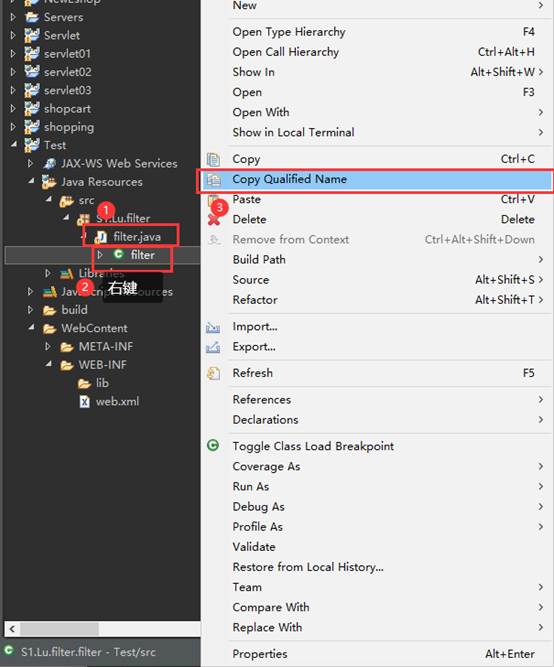 NewEshop
Servers
Servlet
servlet01
servlet02
servlet03
shopcart
shopping
Test
JAX-WS Web Services
Java Resources
src
1
S1.Lu.filter
filter.java
filter
Libraries
2
右键
JavaScript Resources
build
WebContent
META-INF
WEB-INF
lib
web.xml
S1.Lu.filter.filter - Test/src
New
Open Type Hierarchy F4
Open Call Hierarchy Ctrl+Alt+H
Show In Alt+Shift+W
Open F3
Open With
Show in Local Terminal
Copy Ctrl+C
Copy Qualified Name
3
Paste Ctrl+V
Delete Delete
Remove from Context Ctrl+Alt+Shift+Down
Build Path
Source Alt+Shift+S
Refactor Alt+Shift+T
Import...
Export...
Refresh F5
References
Declarations
Toggle Class Load Breakpoint
Coverage As
Run As
Debug As
Profile As
Validate
Restore from Local History...
Team
Compare With
Replace With
Properties Alt+Enter